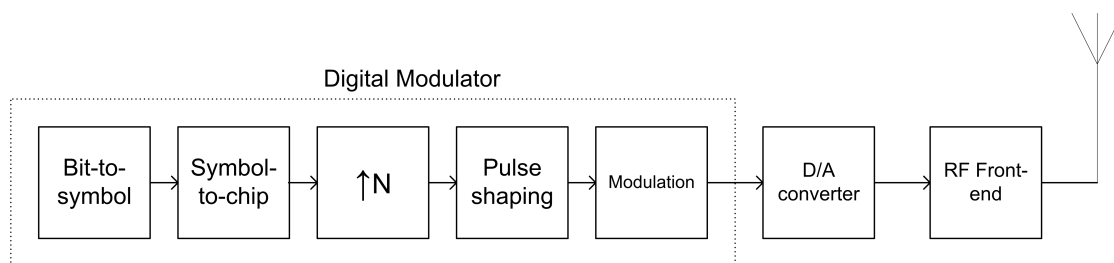 Digital Modulator
Bit-to-
symbol
Symbol-
to-chip
↑N
Pulse
shaping
Modulation
D/A
converter
RF Front-
end